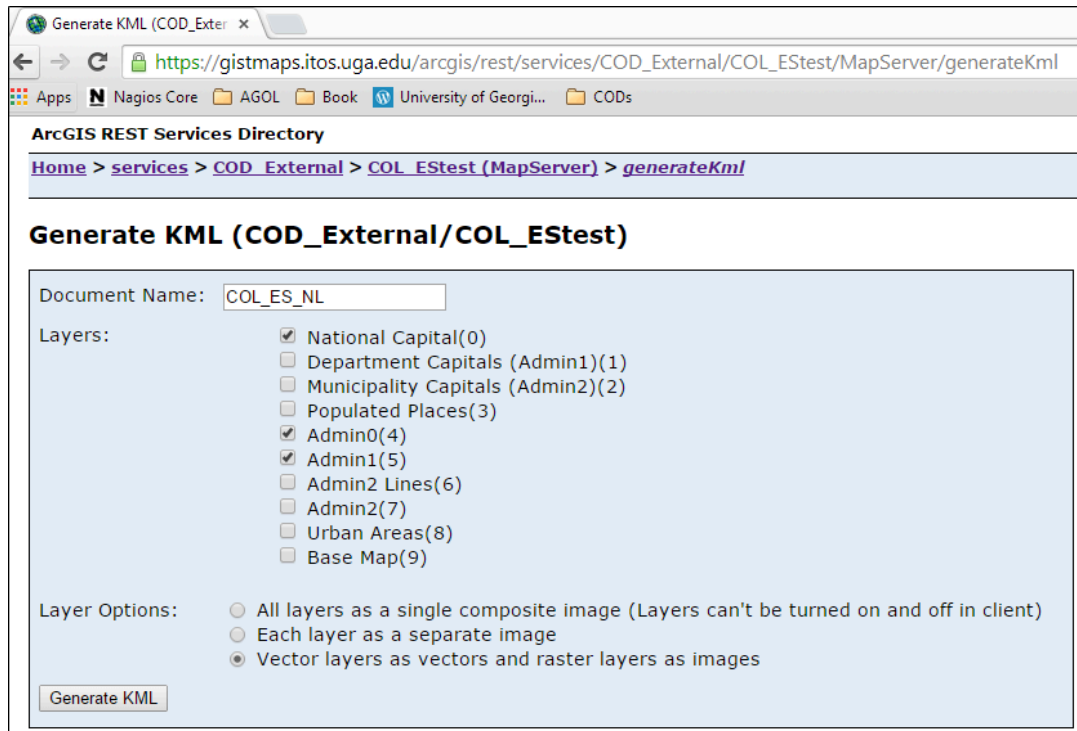 Generate KML (COD_Exter
https://gistmaps.itos.uga.edu/arcgis/rest/services/COD_External/COL_EStest/MapServer/generateKml
Apps N Nagios Core AGOL Book University of Georgi... CODs
ArcGIS REST Services Directory
Home > services > COD_External > COL_EStest (MapServer) > generateKml
Generate KML (COD_External/COL_EStest)
Document Name: COL_ES_NL
Layers: National Capital(0)
Department Capitals (Admin1)(1)
Municipality Capitals (Admin2)(2)
Populated Places(3)
Admin0(4)
Admin1(5)
Admin2 Lines(6)
Admin2(7)
Urban Areas(8)
Base Map(9)
Layer Options: All layers as a single composite image (Layers can't be turned on and off in client)
Each layer as a separate image
Vector layers as vectors and raster layers as images
Generate KML